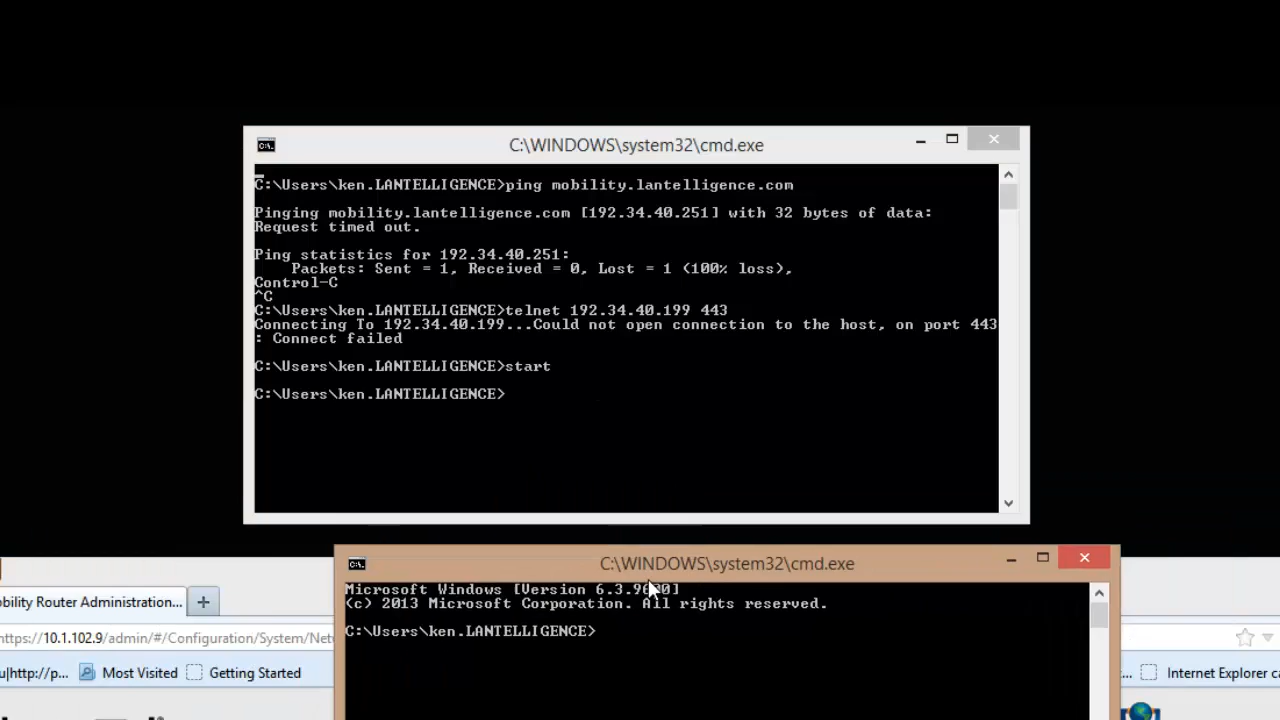 C:\WINDOWS\system32\cmd.exe
C:\Users\ken.LANTELLIGENCE>ping mobility.lantelligence.com
Pinging mobility.lantelligence.com [192.34.40.251] with 32 bytes of data:
Request timed out.
Ping statistics for 192.34.40.251:
Packets: Sent = 1, Received = 0, Lost = 1 (100% loss),
Control-C
^C
C:\Users\ken.LANTELLIGENCE>telnet 192.34.40.199 443
Connecting To 192.34.40.199...Could not open connection to the host, on port 443
: Connect failed
C:\Users\ken.LANTELLIGENCE>start
C:\Users\ken.LANTELLIGENCE>
C:\WINDOWS\system32\cmd.exe
Microsoft Windows [Version 6.3.9600]
(c) 2013 Microsoft Corporation. All rights reserved.
C:\Users\ken.LANTELLIGENCE>
obility Router Administration...
https://10.1.102.9/admin/#/Configuration/System/Net
u|http://p... Most Visited Getting Started ... Internet Explorer ca